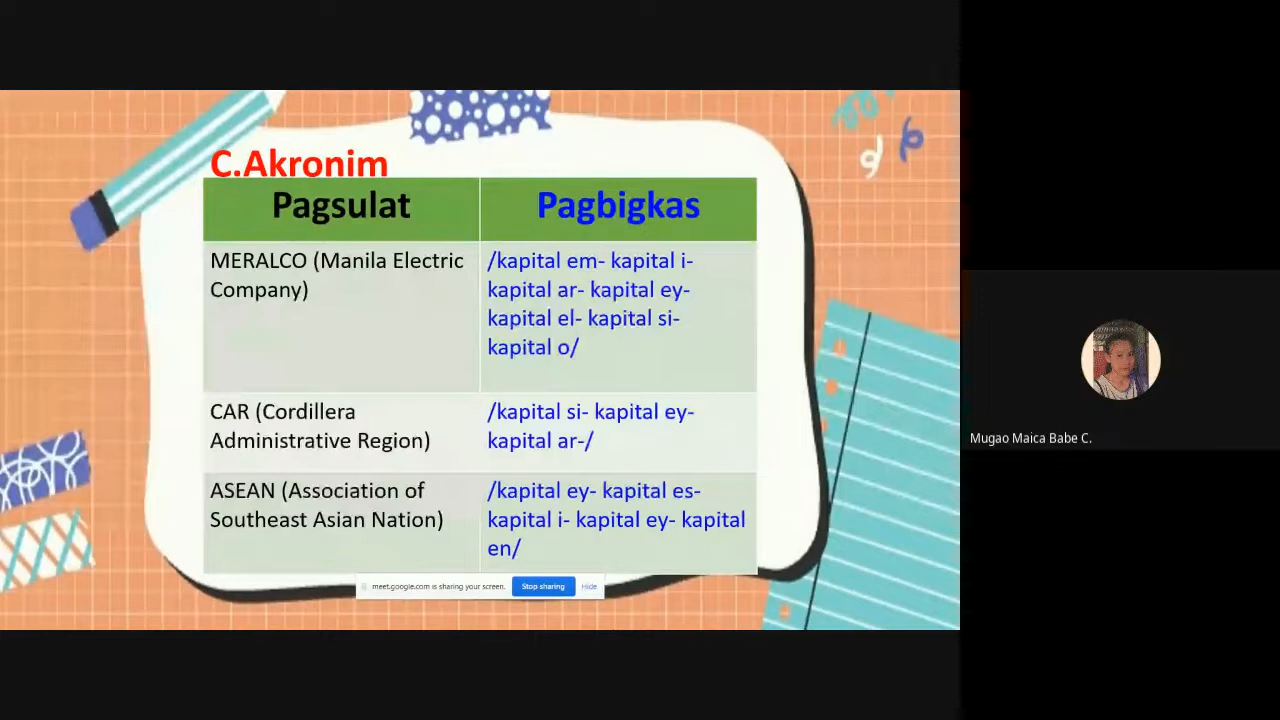 C.Akronim
Pagsulat
Pagbigkas
MERALCO (Manila Electric
Company)
/kapital em- kapital i-
kapital ar- kapital ey-
kapital el- kapital si-
kapital o/
CAR (Cordillera
Administrative Region)
/kapital si- kapital ey-
kapital ar-/
ASEAN (Association of
Southeast Asian Nation)
/kapital ey- kapital es-
kapital i- kapital ey- kapital
en/
meet.google.com is sharing your screen.
Stop sharing
Hide
Mugao Maica Babe C.